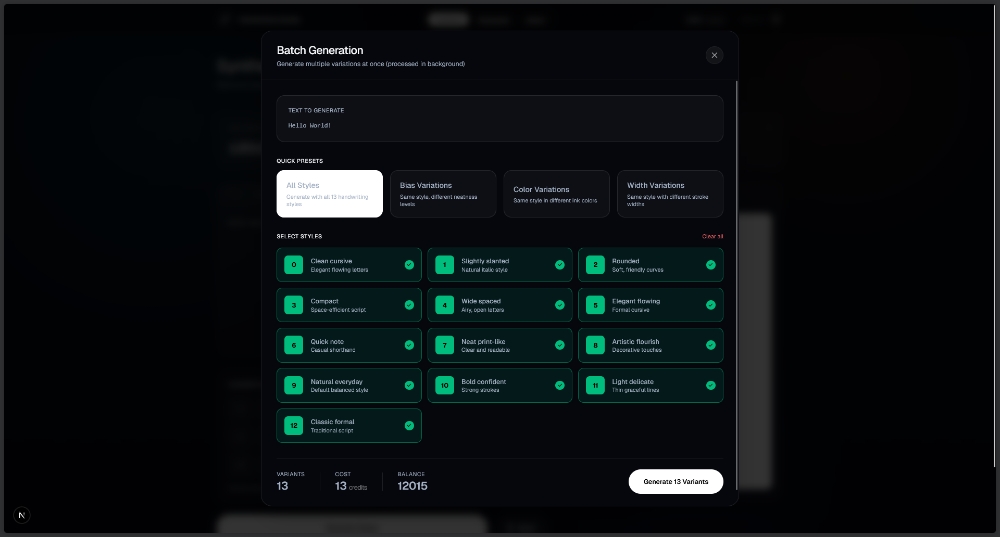 Batch Generation
Generate multiple variations at once (processed in background)
TEXT TO GENERATE
Hello World!
QUICK PRESETS
All Styles
Generate with all 13 handwriting
styles
Bias Variations
Same style, different neatness
levels
Color Variations
Same style in different ink colors
Width Variations
Same style with different stroke
widths
SELECT STYLES
Clear all
0
Clean cursive
Elegant flowing letters
1
Slightly slanted
Natural italic style
2
Rounded
Soft, friendly curves
3
Compact
Space-efficient script
4
Wide spaced
Airy, open letters
5
Elegant flowing
Formal cursive
6
Quick note
Casual shorthand
7
Neat print-like
Clear and readable
8
Artistic flourish
Decorative touches
9
Natural everyday
Default balanced style
10
Bold confident
Strong strokes
11
Light delicate
Thin graceful lines
12
Classic formal
Traditional script
VARIANTS
13
COST
13 credits
BALANCE
12015
Generate 13 Variants
N